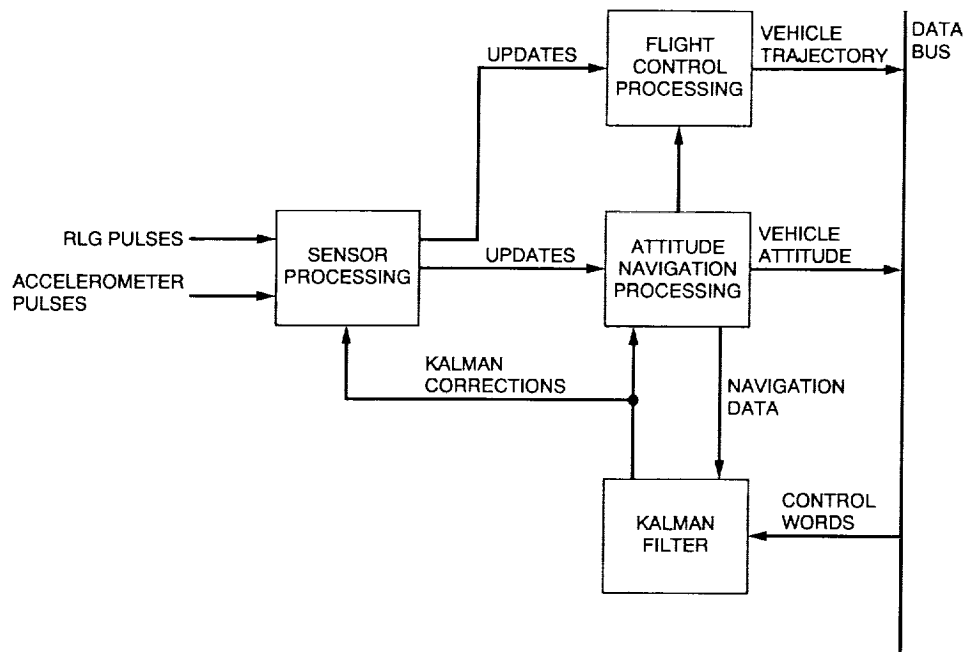 UPDATES
FLIGHT
CONTROL
PROCESSING
VEHICLE
TRAJECTORY
DATA
BUS
RLG PULSES
ACCELEROMETER
PULSES
SENSOR
PROCESSING
UPDATES
ATTITUDE
NAVIGATION
PROCESSING
VEHICLE
ATTITUDE
KALMAN
CORRECTIONS
NAVIGATION
DATA
KALMAN
FILTER
CONTROL
WORDS